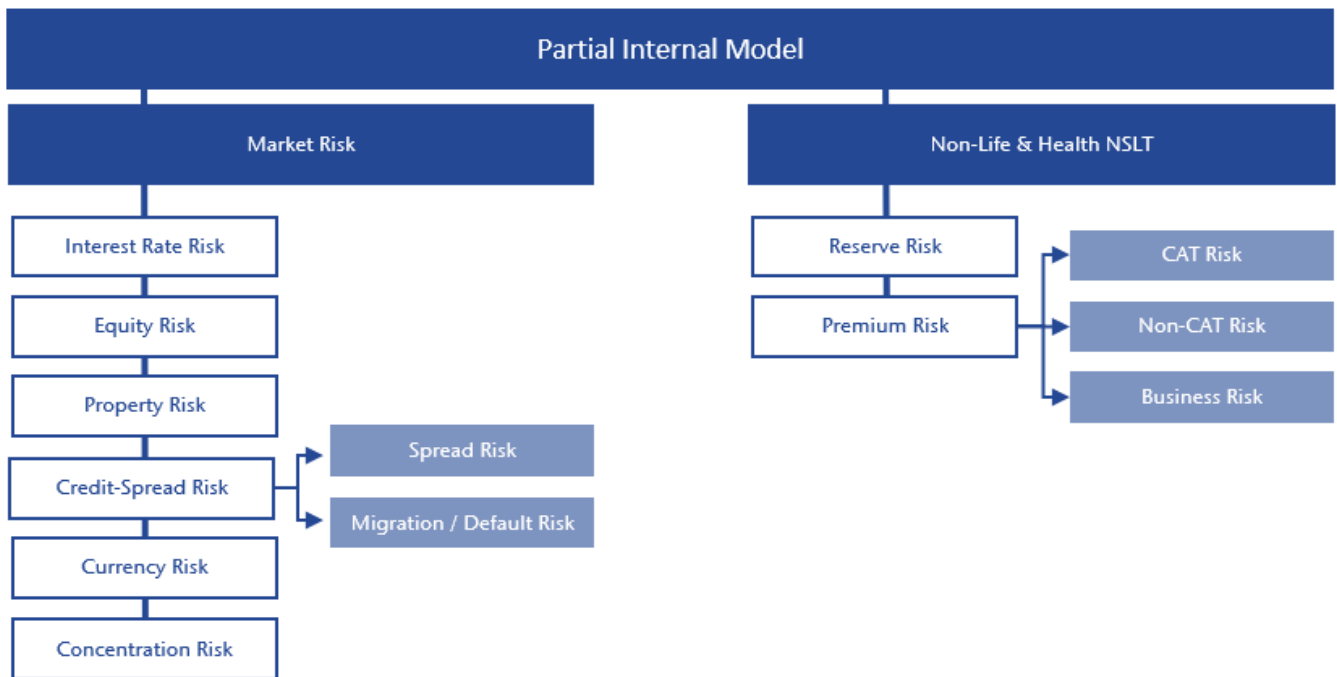 Partial Internal Model
Market Risk
Interest Rate Risk
Equity Risk
Property Risk
Credit-Spread Risk
Spread Risk
Migration / Default Risk
Currency Risk
Concentration Risk
Non-Life & Health NSLT
Reserve Risk
Premium Risk
CAT Risk
Non-CAT Risk
Business Risk